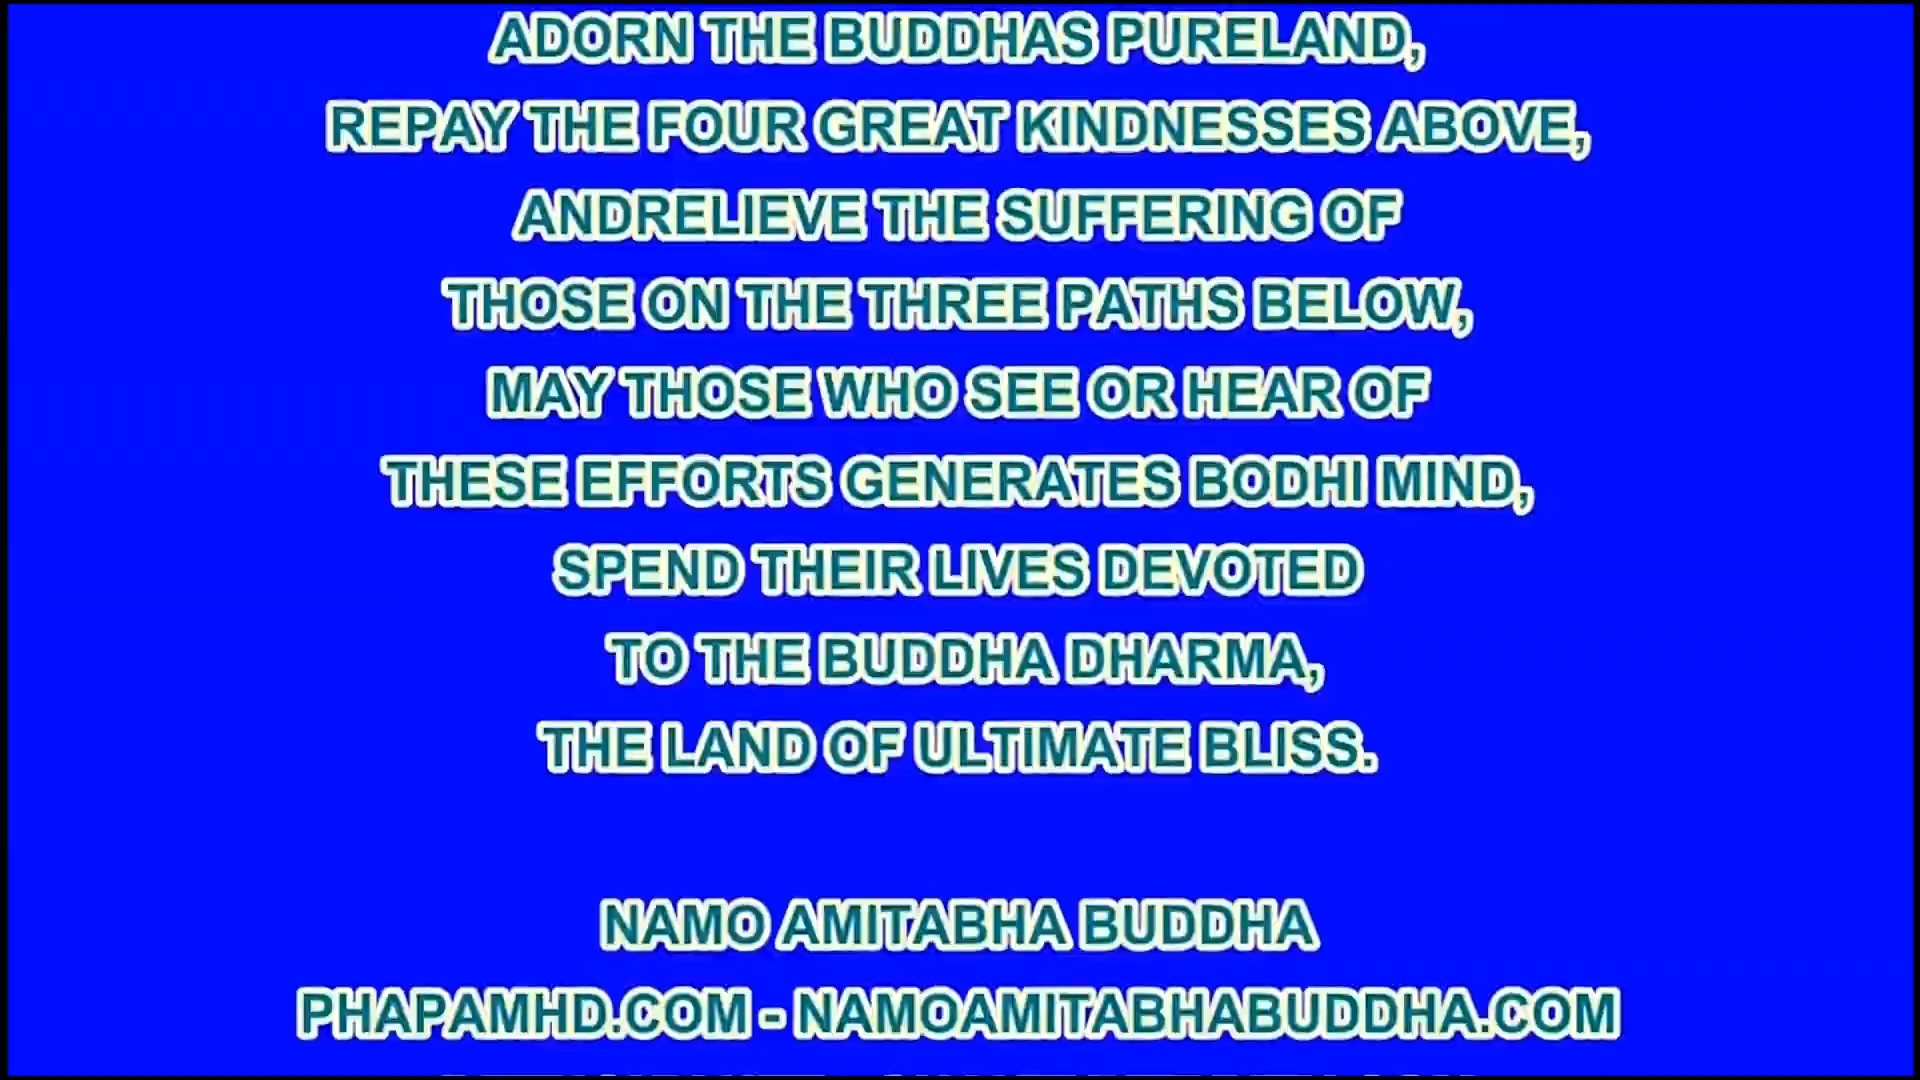 ADORN THE BUDDHAS PURELAND,
REPAY THE FOUR GREAT KINDNESSES ABOVE,
ANDRELIEVE THE SUFFERING OF
THOSE ON THE THREE PATHS BELOW,
MAY THOSE WHO SEE OR HEAR OF
THESE EFFORTS GENERATES BODHI MIND,
SPEND THEIR LIVES DEVOTED
TO THE BUDDHA DHARMA,
THE LAND OF ULTIMATE BLISS.
NAMO AMITABHA BUDDHA
PHAPAMHD.COM - NAMOAMITABHABUDDHA.COM